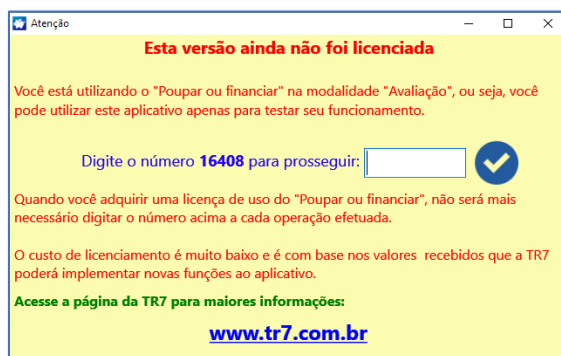 Atenção
Esta versão ainda não foi licenciada
Você está utilizando o "Poupar ou financiar" na modalidade "Avaliação", ou seja, você
pode utilizar este aplicativo apenas para testar seu funcionamento.
Digite o número 16408 para prosseguir:
Quando você adquirir uma licença de uso do "Poupar ou financiar", não será mais
necessário digitar o número acima a cada operação efetuada.
O custo de licenciamento é muito baixo e é com base nos valores recebidos que a TR7
poderá implementar novas funções ao aplicativo.
Acesse a página da TR7 para maiores informações:
www.tr7.com.br